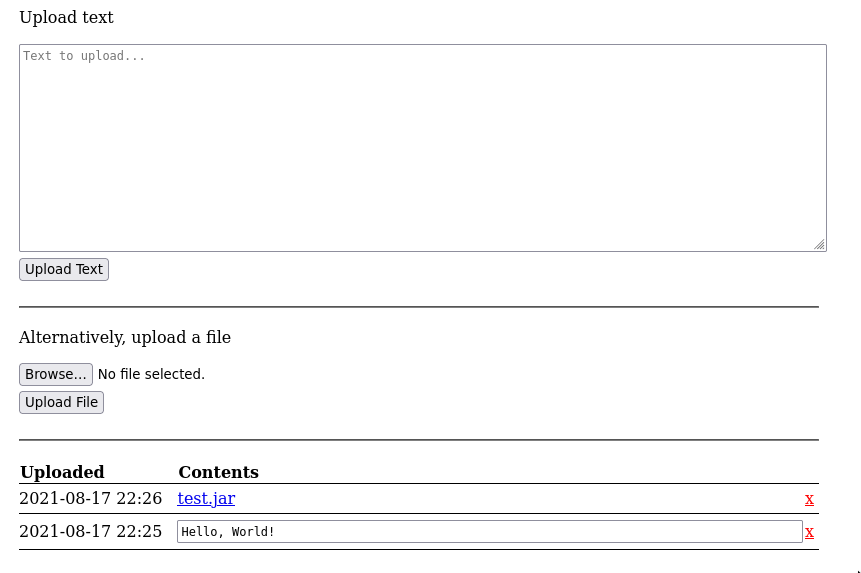 Upload text
Text to upload...
Upload Text
Alternatively, upload a file
Browse... No file selected.
Upload File
Uploaded Contents
2021-08-17 22:26 test.jar x
2021-08-17 22:25 Hello, World! x